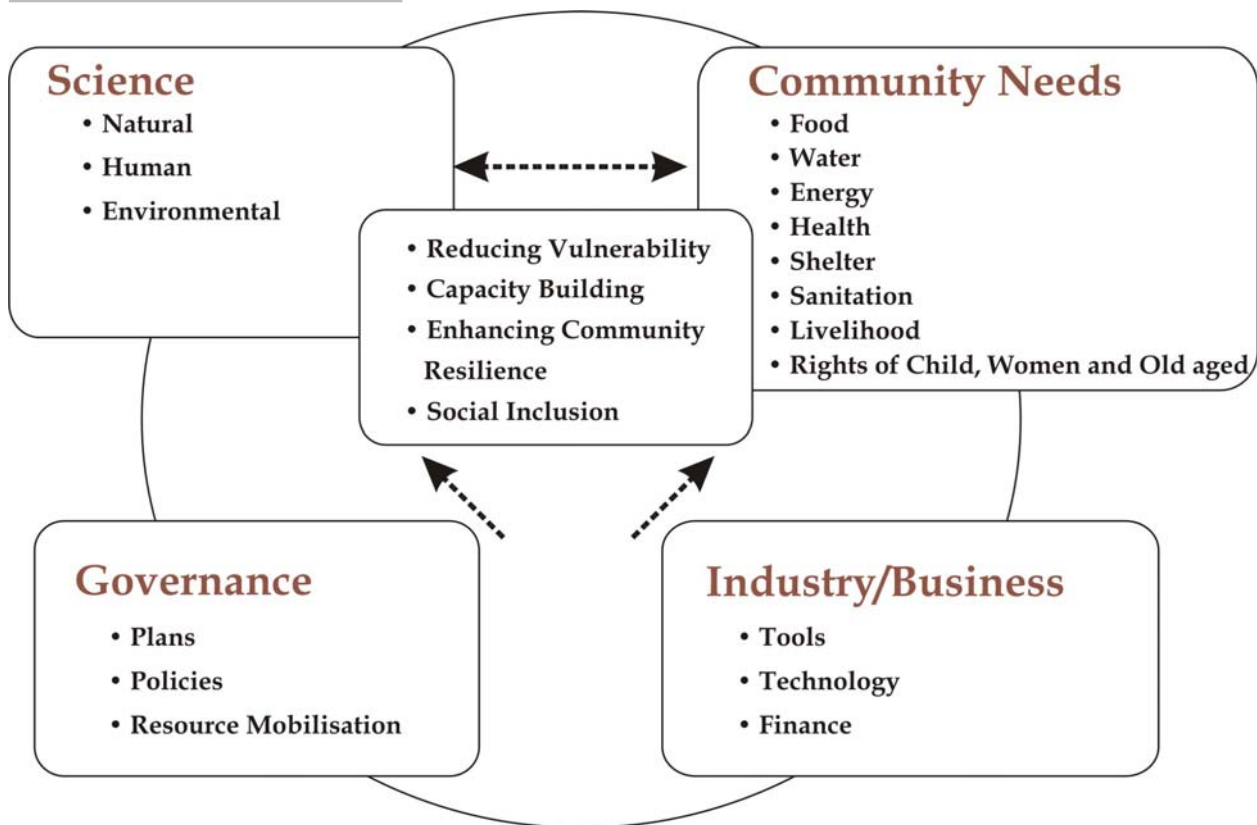 Science
• Natural
• Human
• Environmental
Community Needs
• Food
• Water
• Energy
• Health
• Shelter
• Sanitation
• Livelihood
• Rights of Child, Women and Old aged
• Reducing Vulnerability
• Capacity Building
• Enhancing Community
Resilience
• Social Inclusion
Governance
• Plans
• Policies
• Resource Mobilisation
Industry/Business
• Tools
• Technology
• Finance